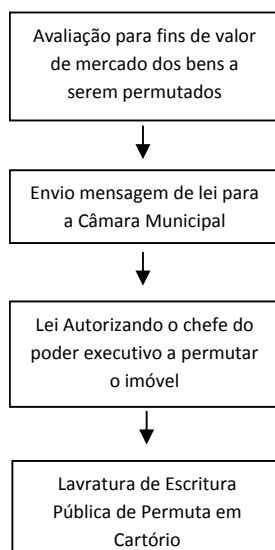 Avaliação para fins de valor
de mercado dos bens a
serem permutados
Envio mensagem de lei para
a Câmara Municipal
Lei Autorizando o chefe do
poder executivo a permutar
o imóvel
Lavratura de Escritura
Pública de Permuta em
Cartório